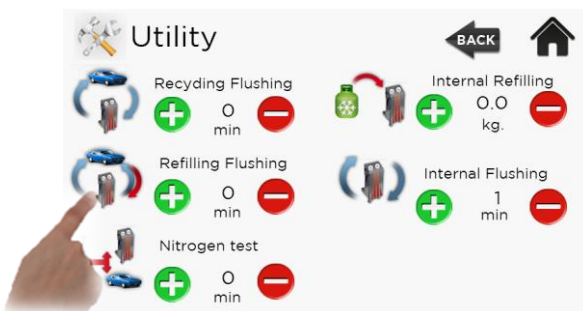 Utility
BACK
Recyding Flushing
0
min
Refilling Flushing
0
min
Nitrogen test
0
min
Internal Refilling
0.0
kg.
Internal Flushing
1
min